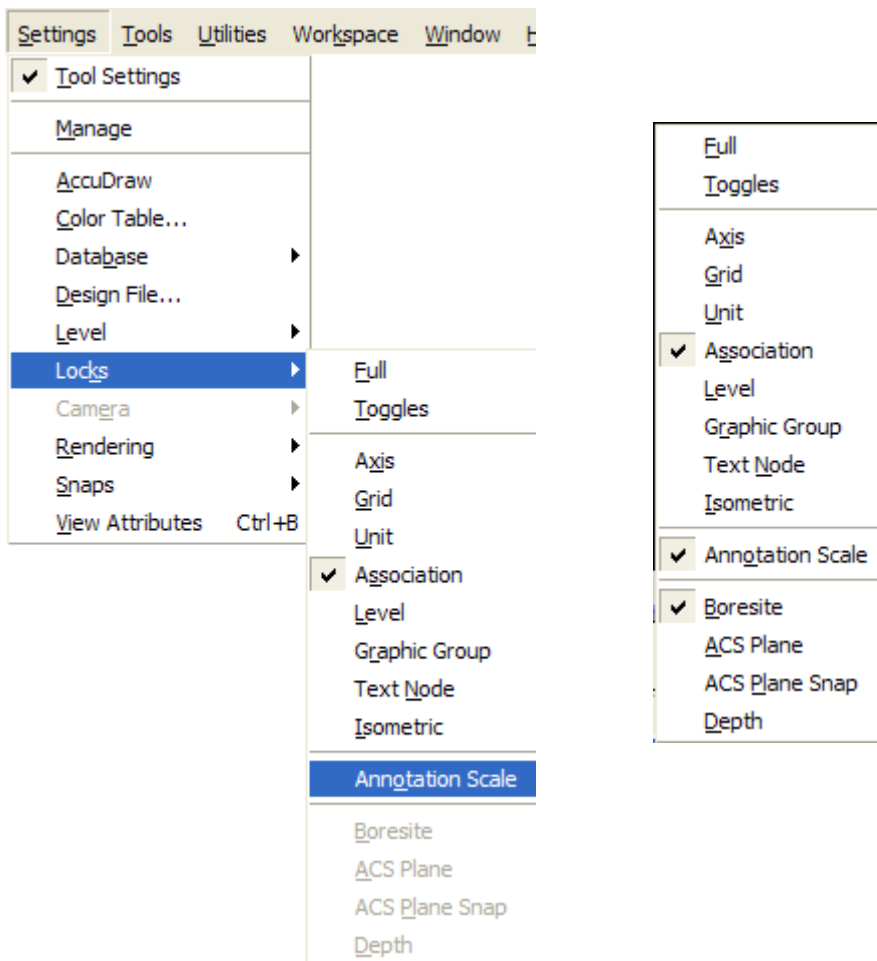 Settings Tools Utilities Workspace Window
Tool Settings
Manage
AccuDraw
Color Table...
Database
Design File...
Level
Locks
Camera
Rendering
Snaps
View Attributes Ctrl+B
Full
Toggles
Axis
Grid
Unit
Association
Level
Graphic Group
Text Node
Isometric
Annotation Scale
Boresite
ACS Plane
ACS Plane Snap
Depth
Full
Toggles
Axis
Grid
Unit
Association
Level
Graphic Group
Text Node
Isometric
Annotation Scale
Boresite
ACS Plane
ACS Plane Snap
Depth